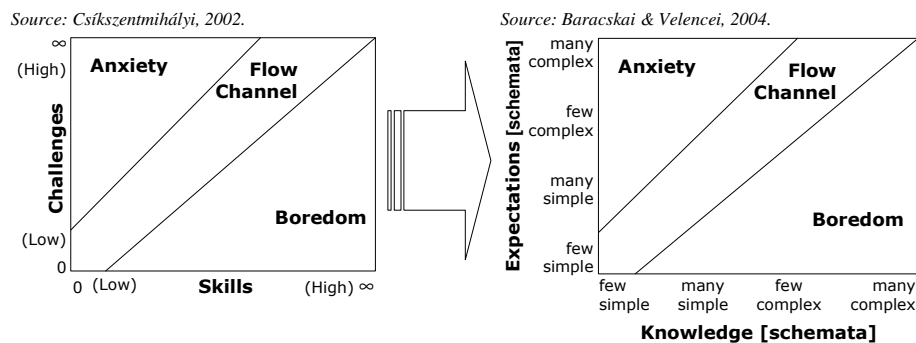 Source: Csíkszentmihályi, 2002.
∞
(High)
Challenges
(Low)
0
Anxiety
Flow
Channel
Boredom
0 (Low)
Skills
(High) ∞
Source: Baracskai & Velencei, 2004.
Expectations [schemata]
many
complex
few
complex
many
simple
few
simple
Anxiety
Flow
Channel
Boredom
few
simple
many
simple
few
complex
many
complex
Knowledge [schemata]